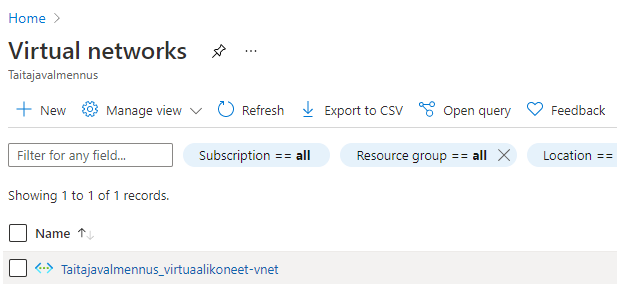 Home
Virtual networks
Taitajavalmennus
New Manage view Refresh Export to CSV Open query Feedback
Filter for any field... Subscription == all Resource group == all Location ==
Showing 1 to 1 of 1 records.
Name
Taitajavalmennus_virtuaalikoneet-vnet